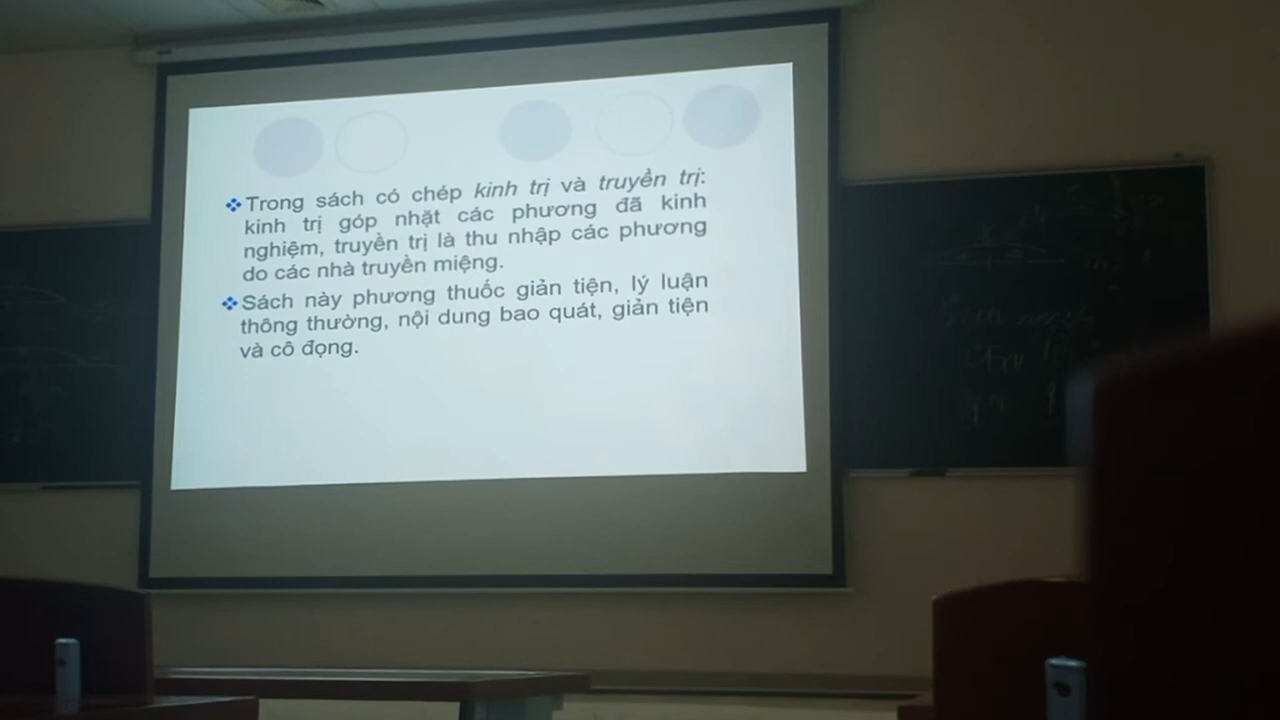 Trong sách có chép kinh trị và truyền trị:
kinh trị góp nhặt các phương đã kinh
nghiệm, truyền trị là thu nhập các phương
do các nhà truyền miệng.
Sách này phương thuốc giản tiện, lý luận
thông thường, nội dung bao quát, giản tiện
và cô đọng.